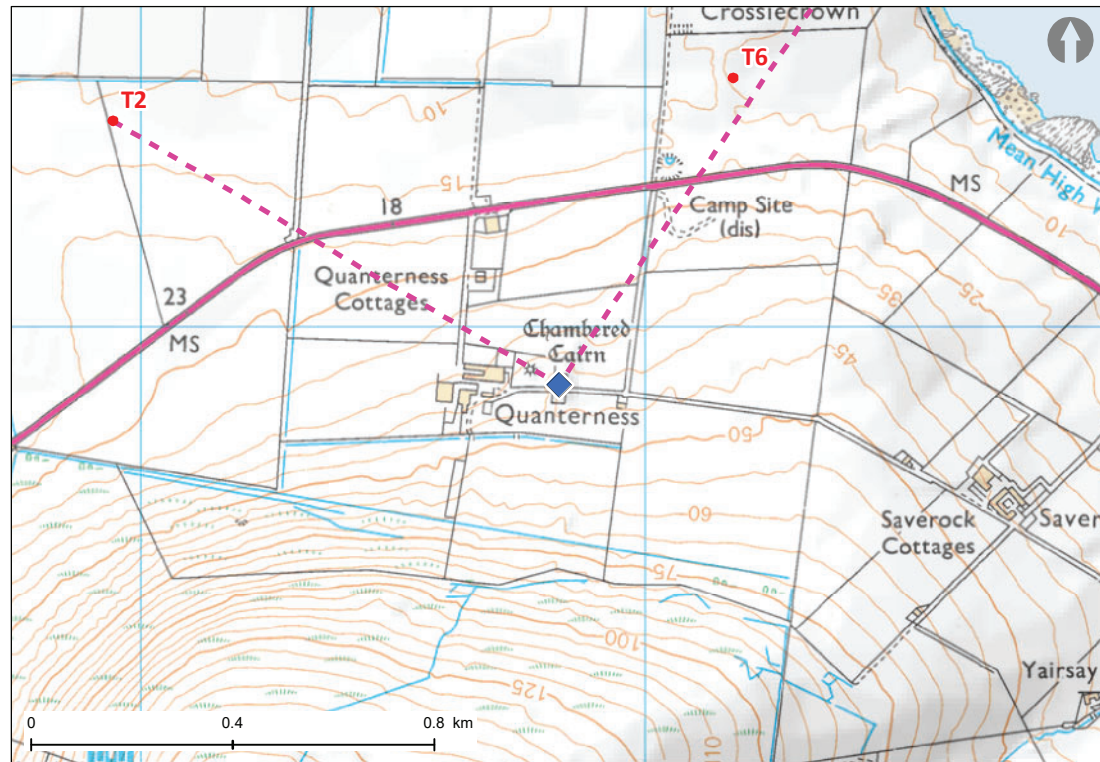 Crossiecrown
T6
T2
10
15
18
MS
Mean High W
10
Camp Site
(dis)
Quanterness
Cottages
23
MS
35
25
45
Chambered
Cairn
Quanterness
50
60
Saverock
Cottages
Saver
75
100
125
110
Yairsay
0
0.4
0.8 km